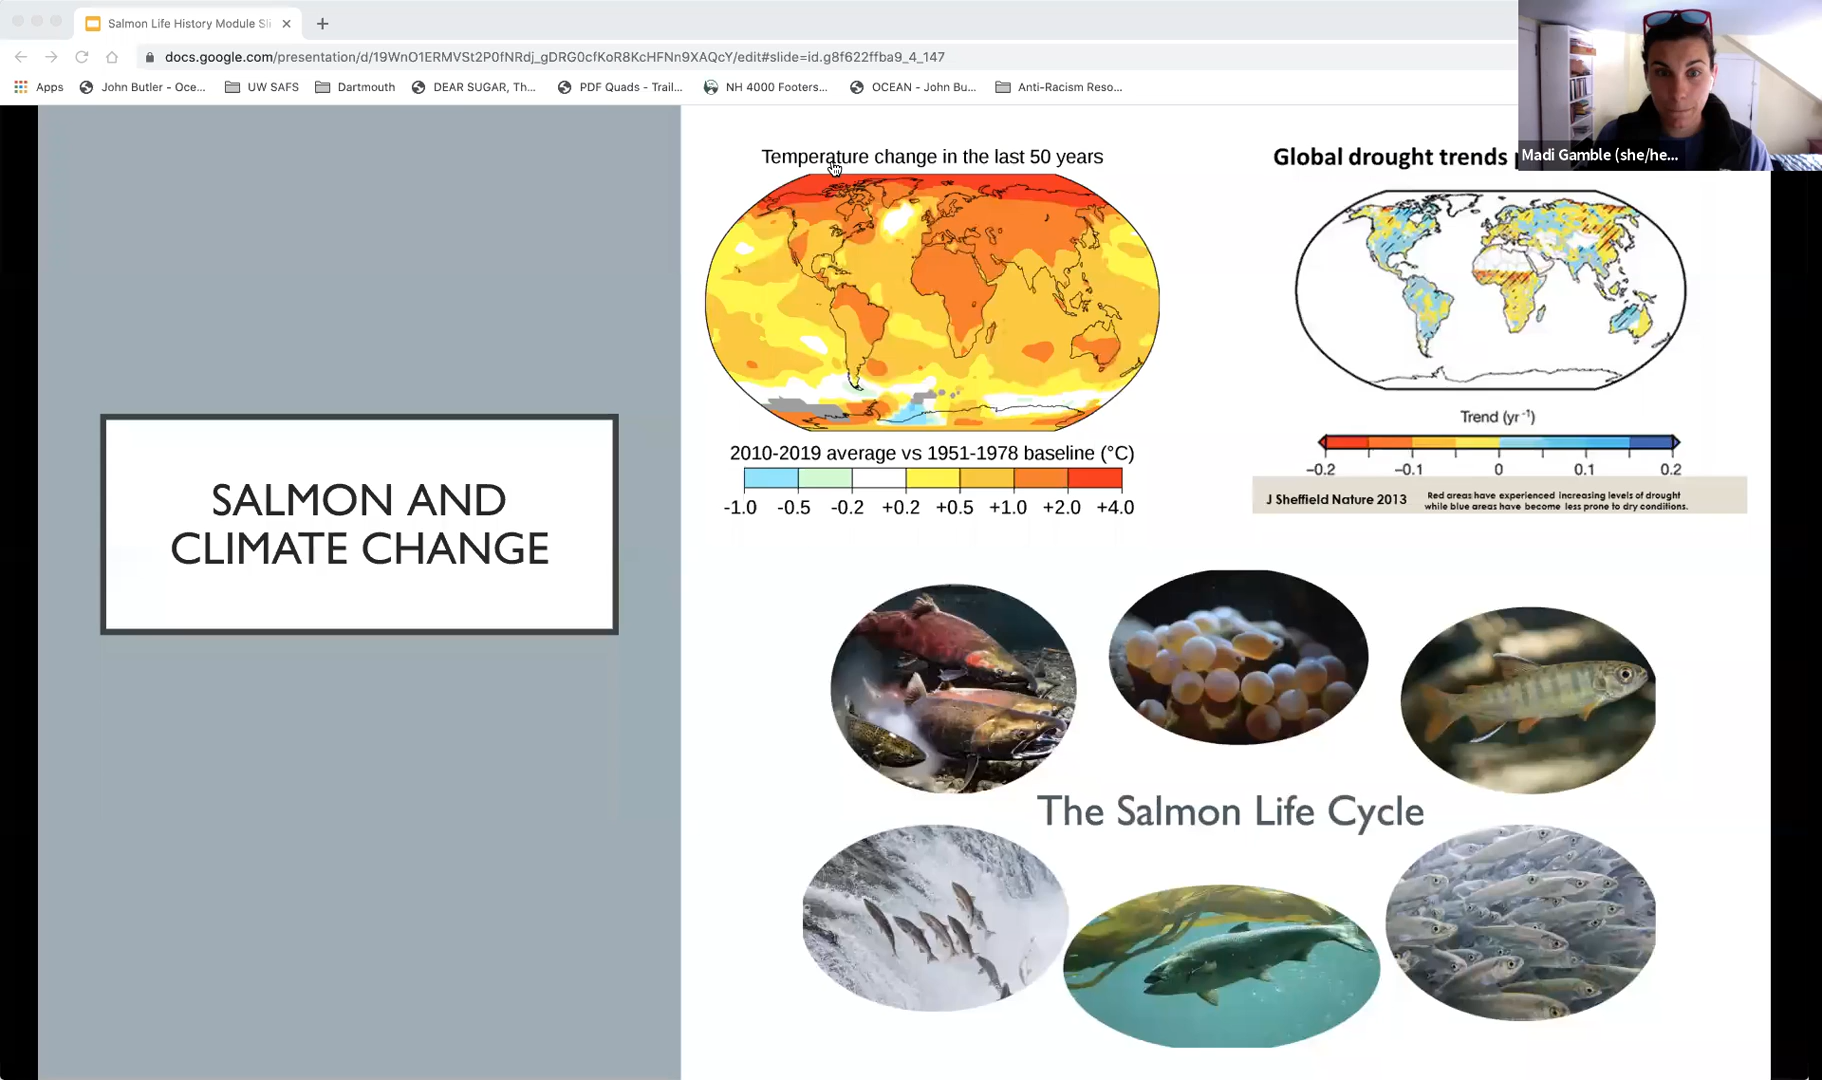 Salmon Life History Module Sli
docs.google.com/presentation/d/19WnO1ERMVSt2P0fNRdj_gDRG0cfKoR8KcHFNn9XAQcY/edit#slide=id.g8f622ffba9_4_147
Apps
John Butler - Oce...
UW SAFS
Dartmouth
DEAR SUGAR, Th...
PDF Quads - Trail...
NH 4000 Footers...
OCEAN - John Bu...
Anti-Racism Reso...
Madi Gamble (she/he...
SALMON AND
CLIMATE CHANGE
Temperature change in the last 50 years
2010-2019 average vs 1951-1978 baseline (°C)
-1.0 -0.5 -0.2 +0.2 +0.5 +1.0 +2.0 +4.0
Global drought trends
Trend (yr⁻¹)
-0.2 -0.1 0 0.1 0.2
J Sheffield Nature 2013
Red areas have experienced increasing levels of drought
while blue areas have become less prone to dry conditions.
The Salmon Life Cycle